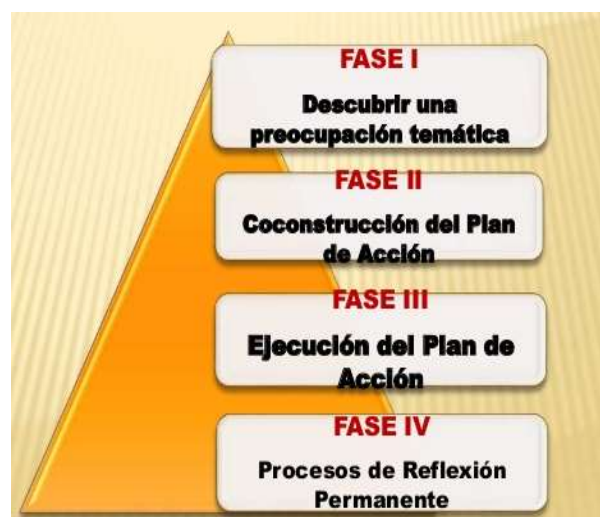 FASE I
Descubrir una
preocupación temática
FASE II
Coconstrucción del Plan
de Acción
FASE III
Ejecución del Plan de
Acción
FASE IV
Procesos de Reflexión
Permanente